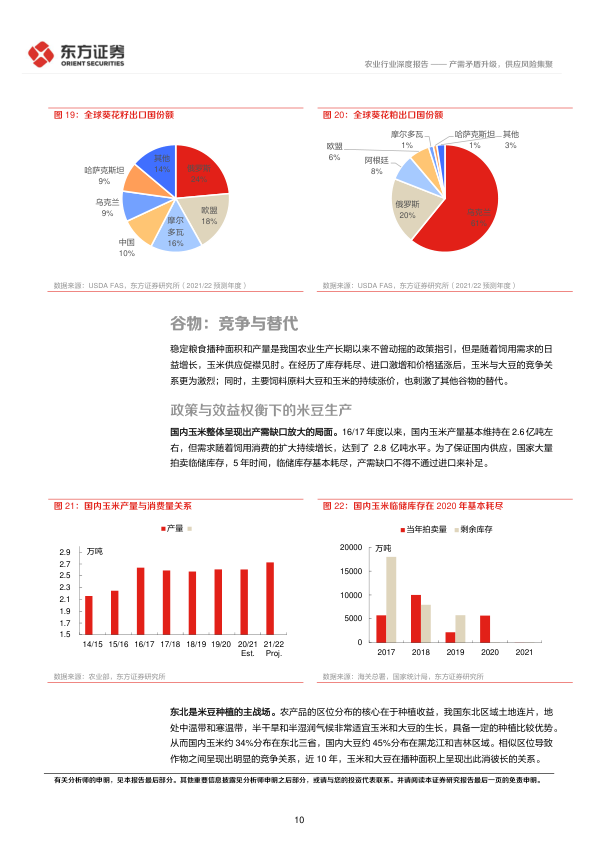 东方证券
ORIENT SECURITIES
农业行业深度报告 —— 产需矛盾升级，供应风险集聚
图 19：全球葵花籽出口国份额
其他
14%
哈萨克斯坦
9%
乌克兰
9%
中国
10%
摩尔
多瓦
16%
欧盟
18%
数据来源：USDA FAS，东方证券研究所（2021/22 预测年度）
图 20：全球葵花粕出口国份额
摩尔多瓦
1%
哈萨克斯坦
1%
其他
3%
欧盟
6%
阿根廷
8%
俄罗斯
20%
数据来源：USDA FAS，东方证券研究所（2021/22 预测年度）
谷物：竞争与替代
稳定粮食播种面积和产量是我国农业生产长期以来不曾动摇的政策指引，但是随着饲用需求的日
益增长，玉米供应促襟见肘。在经历了库存耗尽、进口激增和价格猛涨后，玉米与大豆的竞争关
系更为激烈；同时，主要饲料原料大豆和玉米的持续涨价，也刺激了其他谷物的替代。
政策与效益权衡下的米豆生产
国内玉米整体呈现出产需缺口放大的局面。16/17 年度以来，国内玉米产量基本维持在 2.6 亿吨左
右，但需求随着饲用消费的扩大持续增长，达到了 2.8 亿吨水平。为了保证国内供应，国家大量
拍卖临储库存，5 年时间，临储库存基本耗尽，产需缺口不得不通过进口来补足。
图 21：国内玉米产量与消费量关系
产量
万吨
2.9
2.7
2.5
2.3
2.1
1.9
1.7
1.5
14/15 15/16 16/17 17/18 18/19 19/20 20/21 21/22
Est. Proj.
数据来源：农业部，东方证券研究所
图 22：国内玉米临储库存在 2020 年基本耗尽
当年拍卖量 剩余库存
万吨
20000
15000
10000
5000
0
2017 2018 2019 2020 2021
数据来源：海关总署，国家统计局，东方证券研究所
东北是米豆种植的主战场。农产品的区位分布的核心在于种植收益，我国东北区域土地连片，地
处中温带和寒温带，半干旱和半湿润气候非常适宜玉米和大豆的生长，具备一定的种植比较优势。
从而国内玉米约 34%分布在东北三省，国内大豆约 45%分布在黑龙江和吉林区域。相似区位导致
作物之间呈现出明显的竞争关系，近 10 年，玉米和大豆在播种面积上呈现出此消彼长的关系。
有关分析师的申明，见本报告最后部分。其他重要信息披露见分析师申明之后部分，或请与您的投资代表联系。并请阅读本证券研究报告最后一页的免责申明。
10